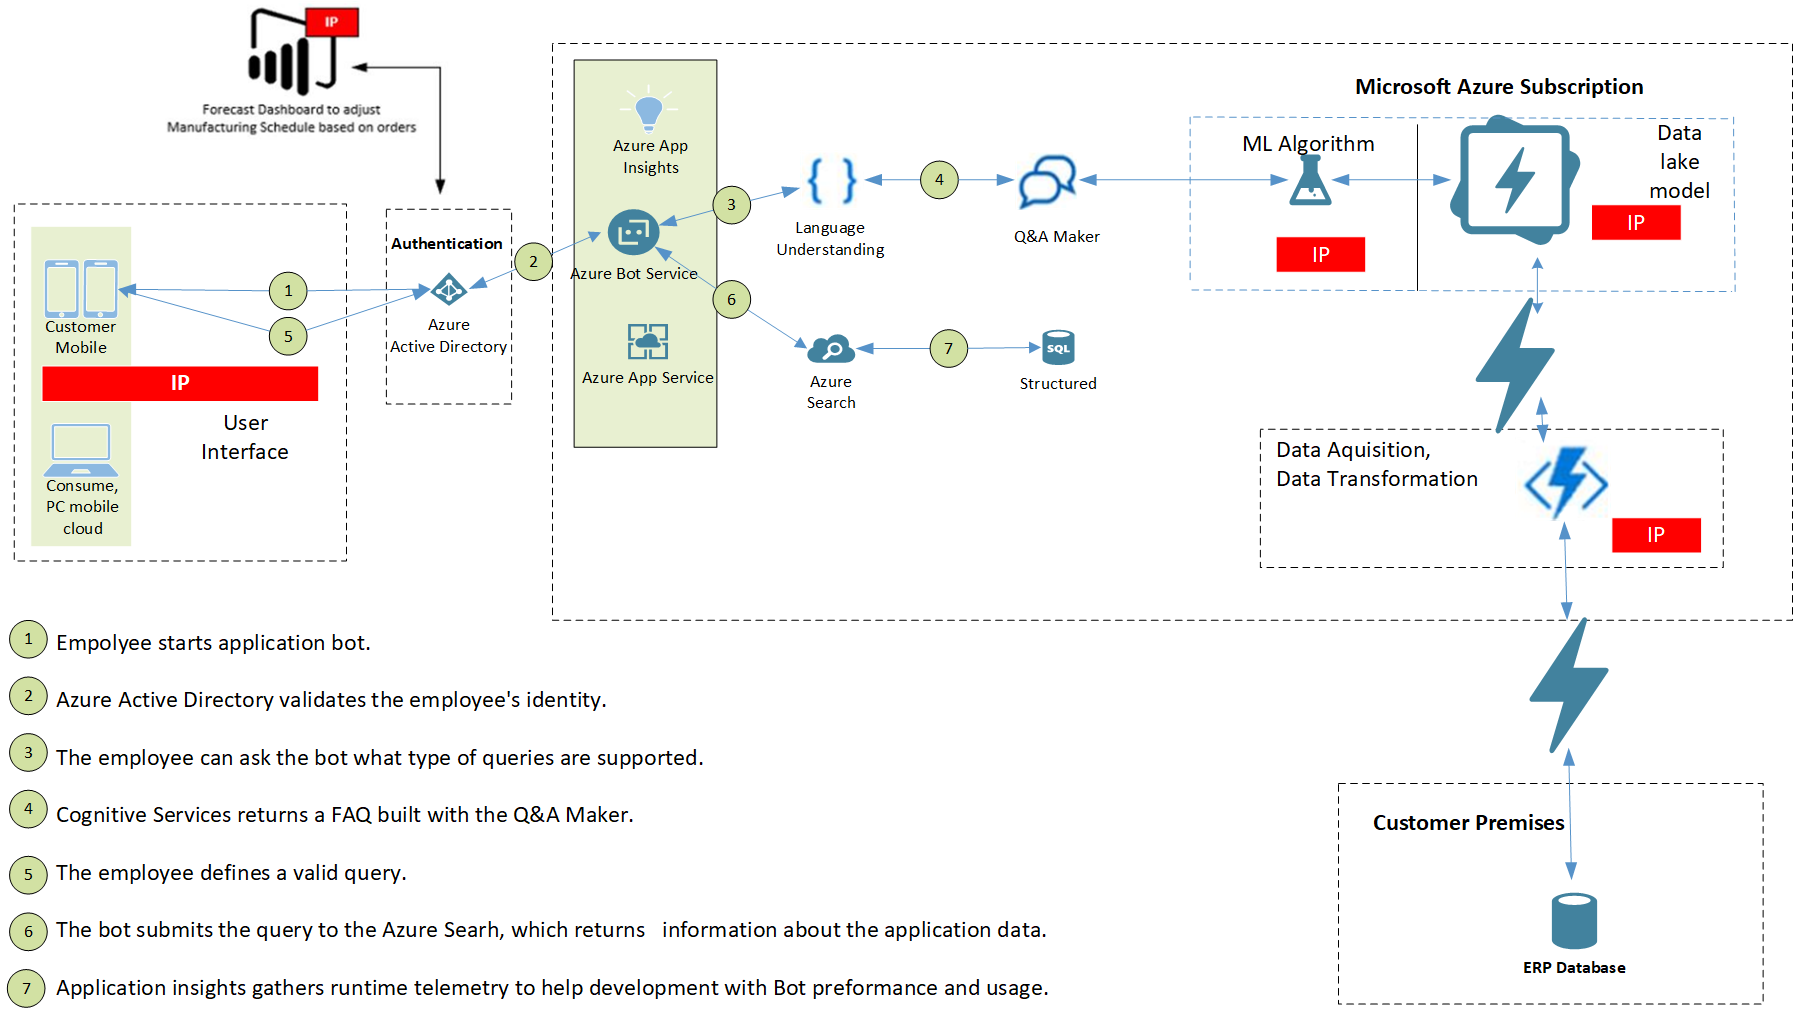 IP
Forecast Dashboard to adjust
Manufacturing Schedule based on orders
Microsoft Azure Subscription
Azure App
Insights
Azure Bot Service
Azure App Service
Authentication
Azure
Active Directory
Customer
Mobile
IP
User
Interface
Consume,
PC mobile
cloud
1
5
2
3
6
4
7
Language
Understanding
Q&A Maker
Azure
Search
SQL
Structured
ML Algorithm
IP
Data
lake
model
IP
Data Aquisition,
Data Transformation
IP
Customer Premises
ERP Database
1 Empolyee starts application bot.
2 Azure Active Directory validates the employee's identity.
3 The employee can ask the bot what type of queries are supported.
4 Cognitive Services returns a FAQ built with the Q&A Maker.
5 The employee defines a valid query.
6 The bot submits the query to the Azure Searh, which returns   information about the application data.
7 Application insights gathers runtime telemetry to help development with Bot preformance and usage.